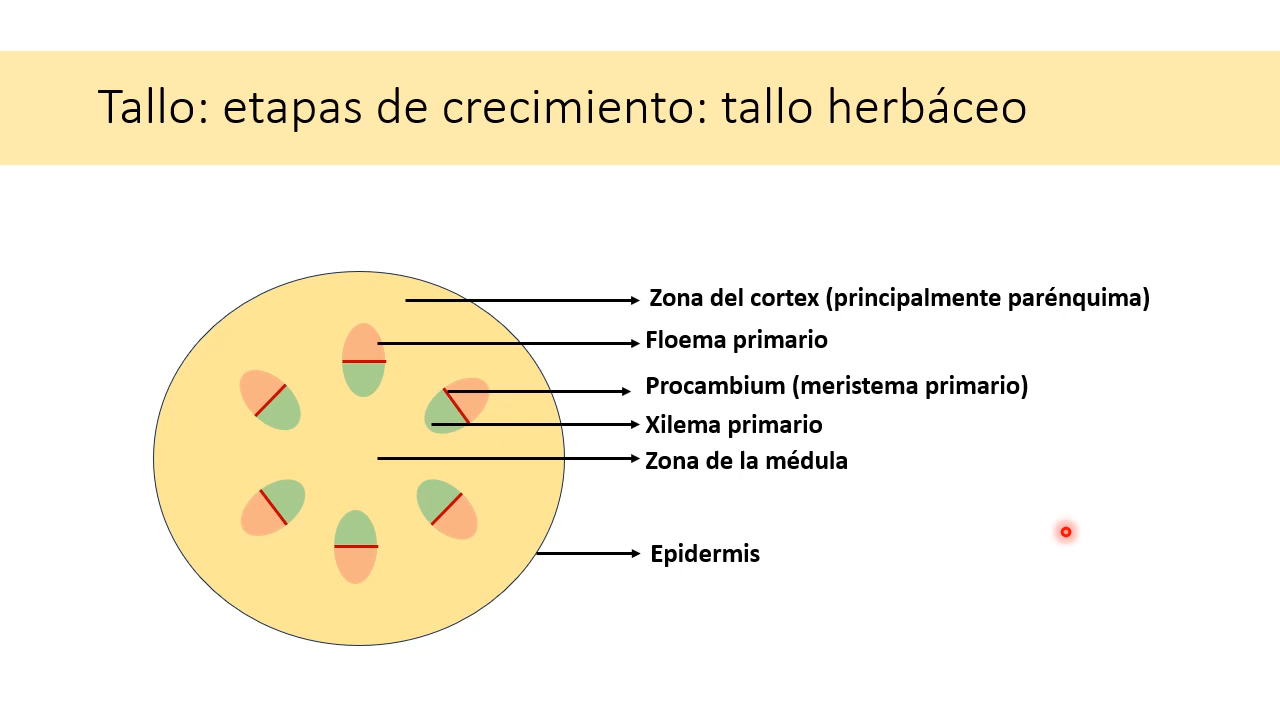 Tallo: etapas de crecimiento: tallo herbáceo
Zona del cortex (principalmente parénquima)
Floema primario
Procambium (meristema primario)
Xilema primario
Zona de la médula
Epidermis